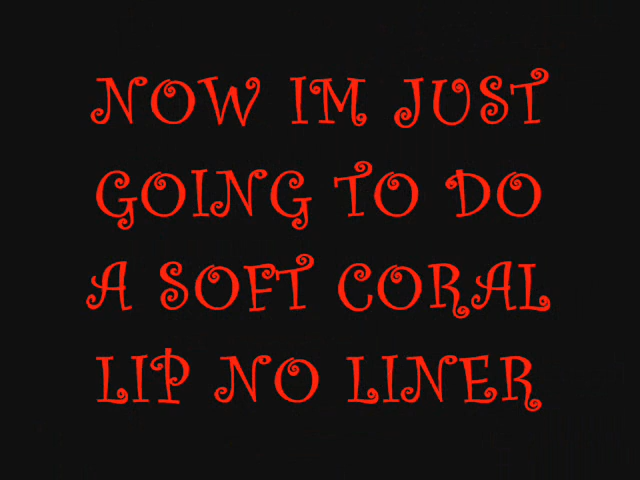 NOW IM JUST
GOING TO DO
A SOFT CORAL
LIP NO LINER